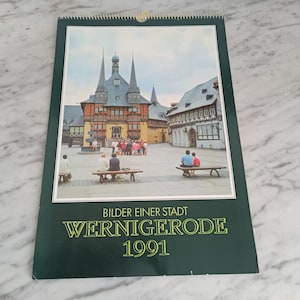 BILDER EINER STADT
WERNIGERODE
1991